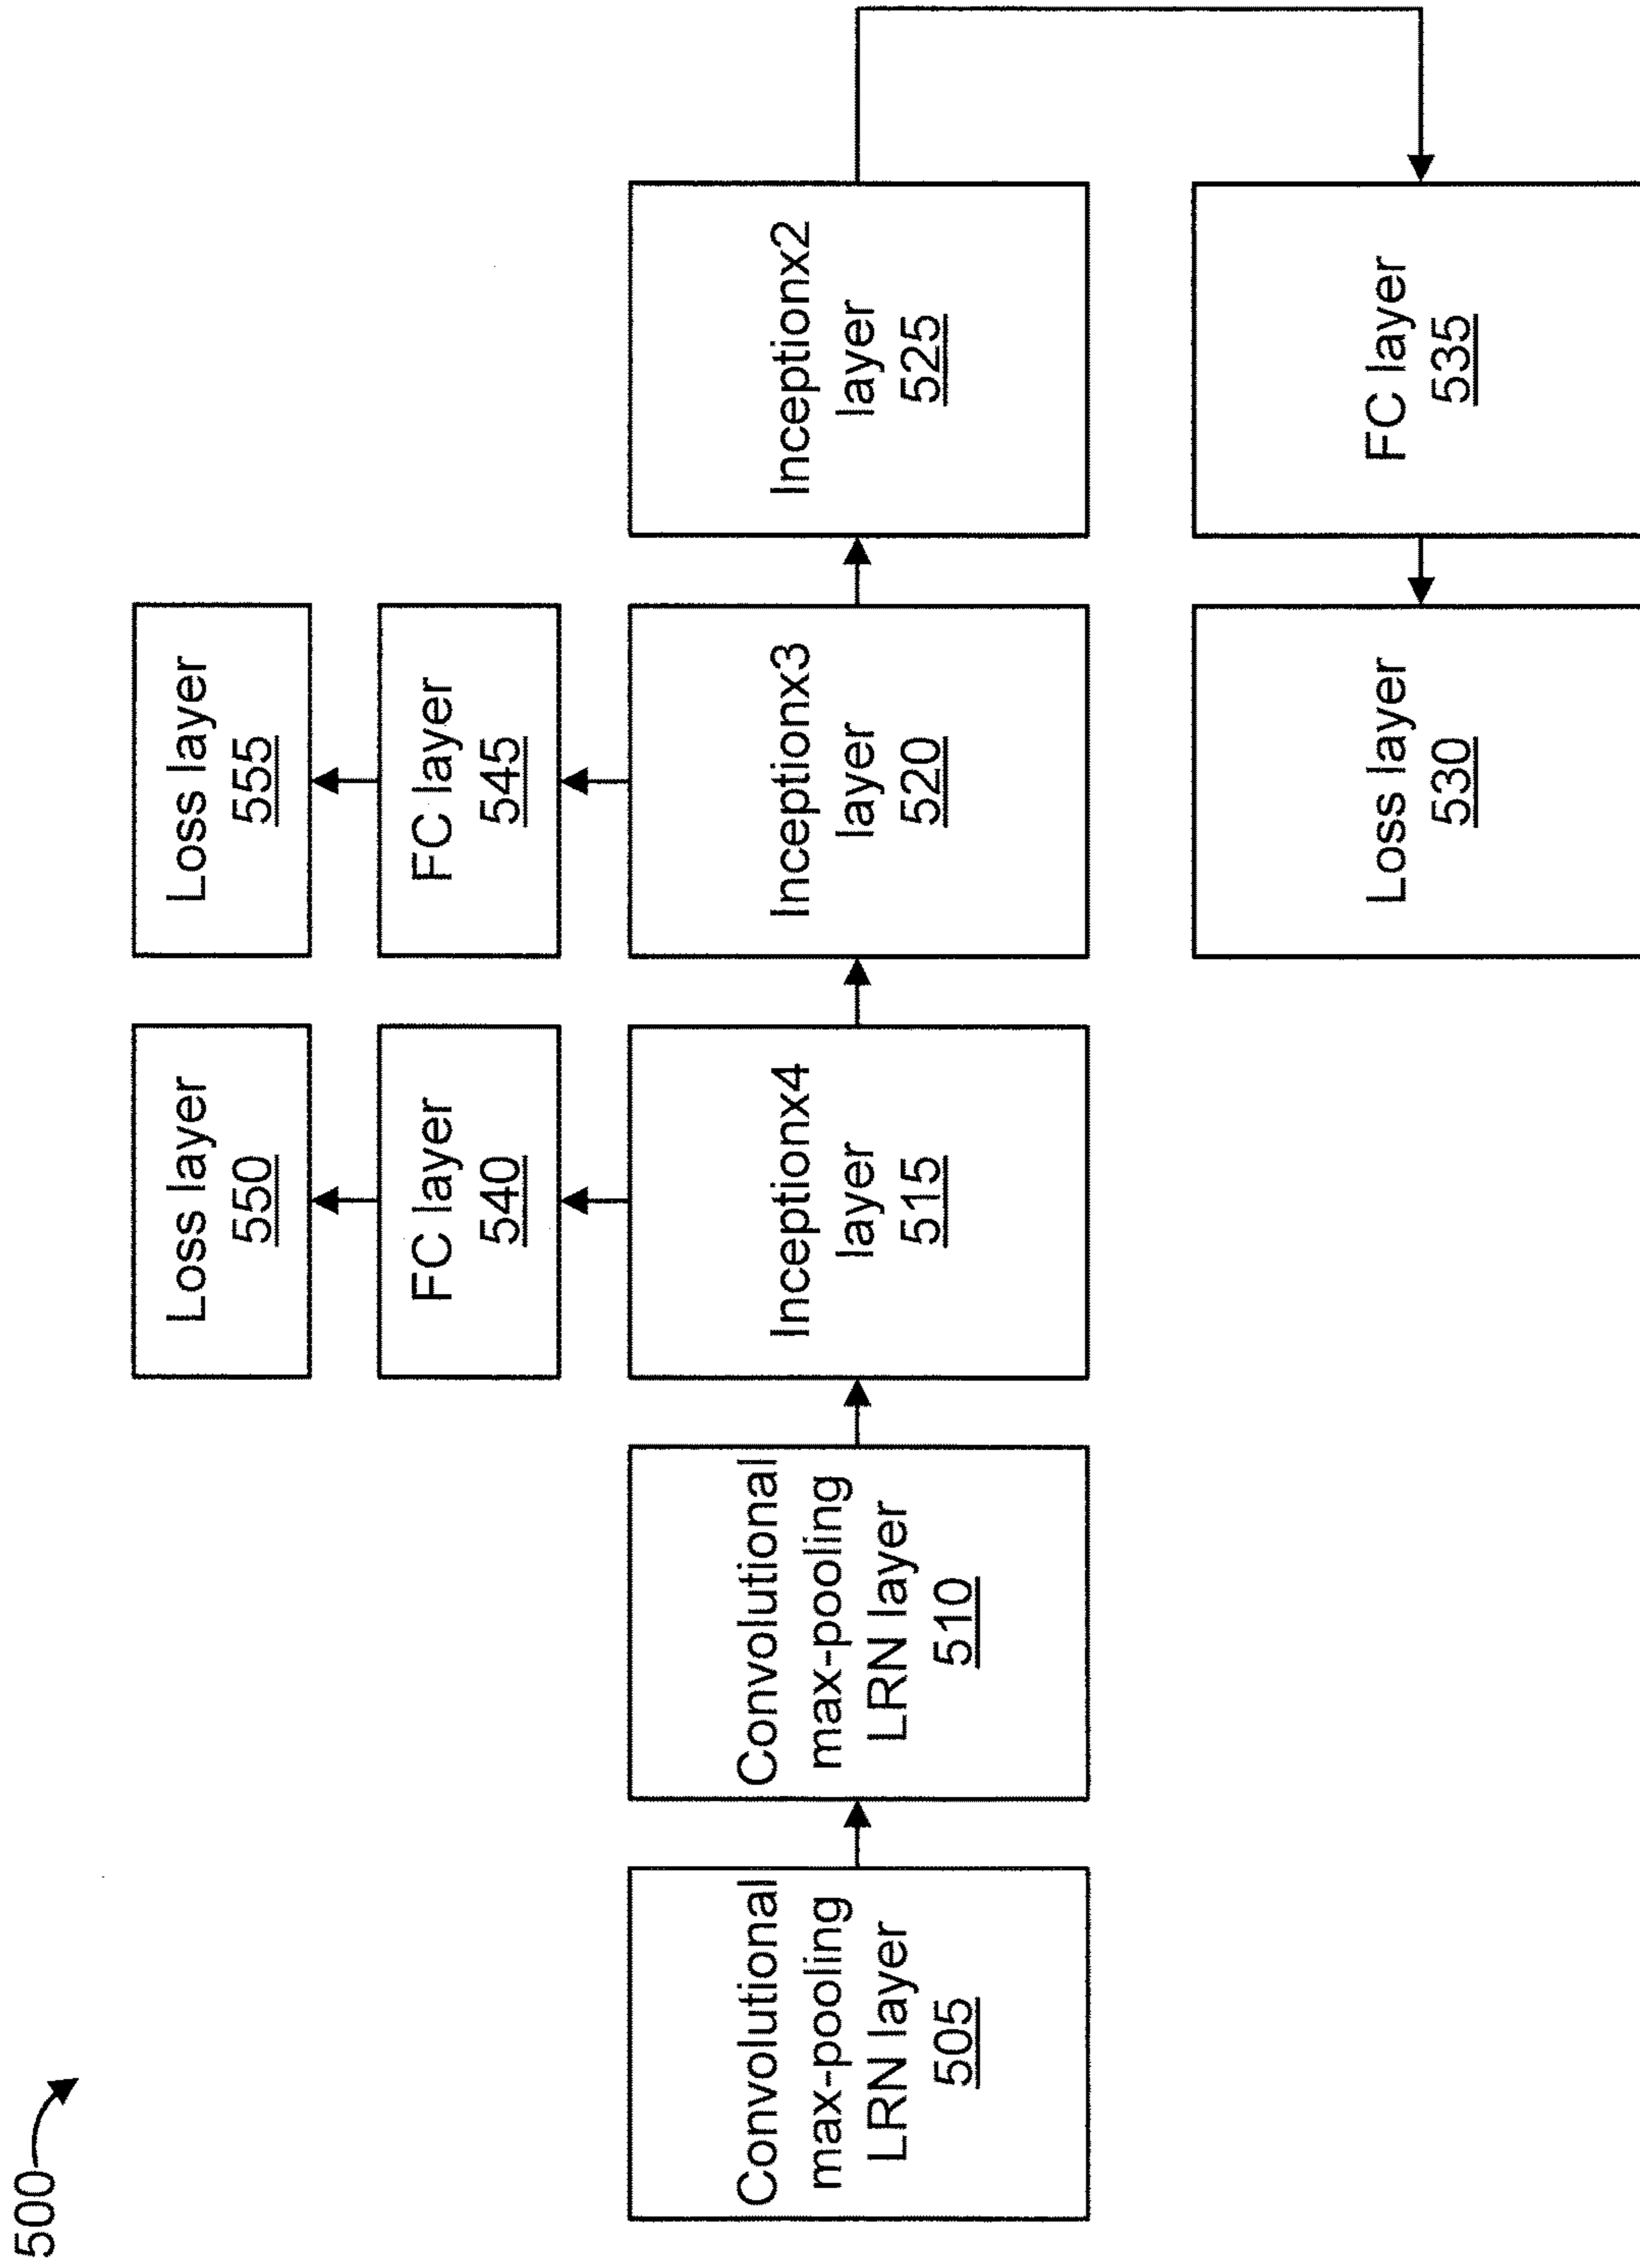 500
Loss layer
550
Loss layer
555
FC layer
540
FC layer
545
Convolutional
max-pooling
LRN layer
505
Convolutional
max-pooling
LRN layer
510
Inceptionx4
layer
515
Inceptionx3
layer
520
Inceptionx2
layer
525
Loss layer
530
FC layer
535